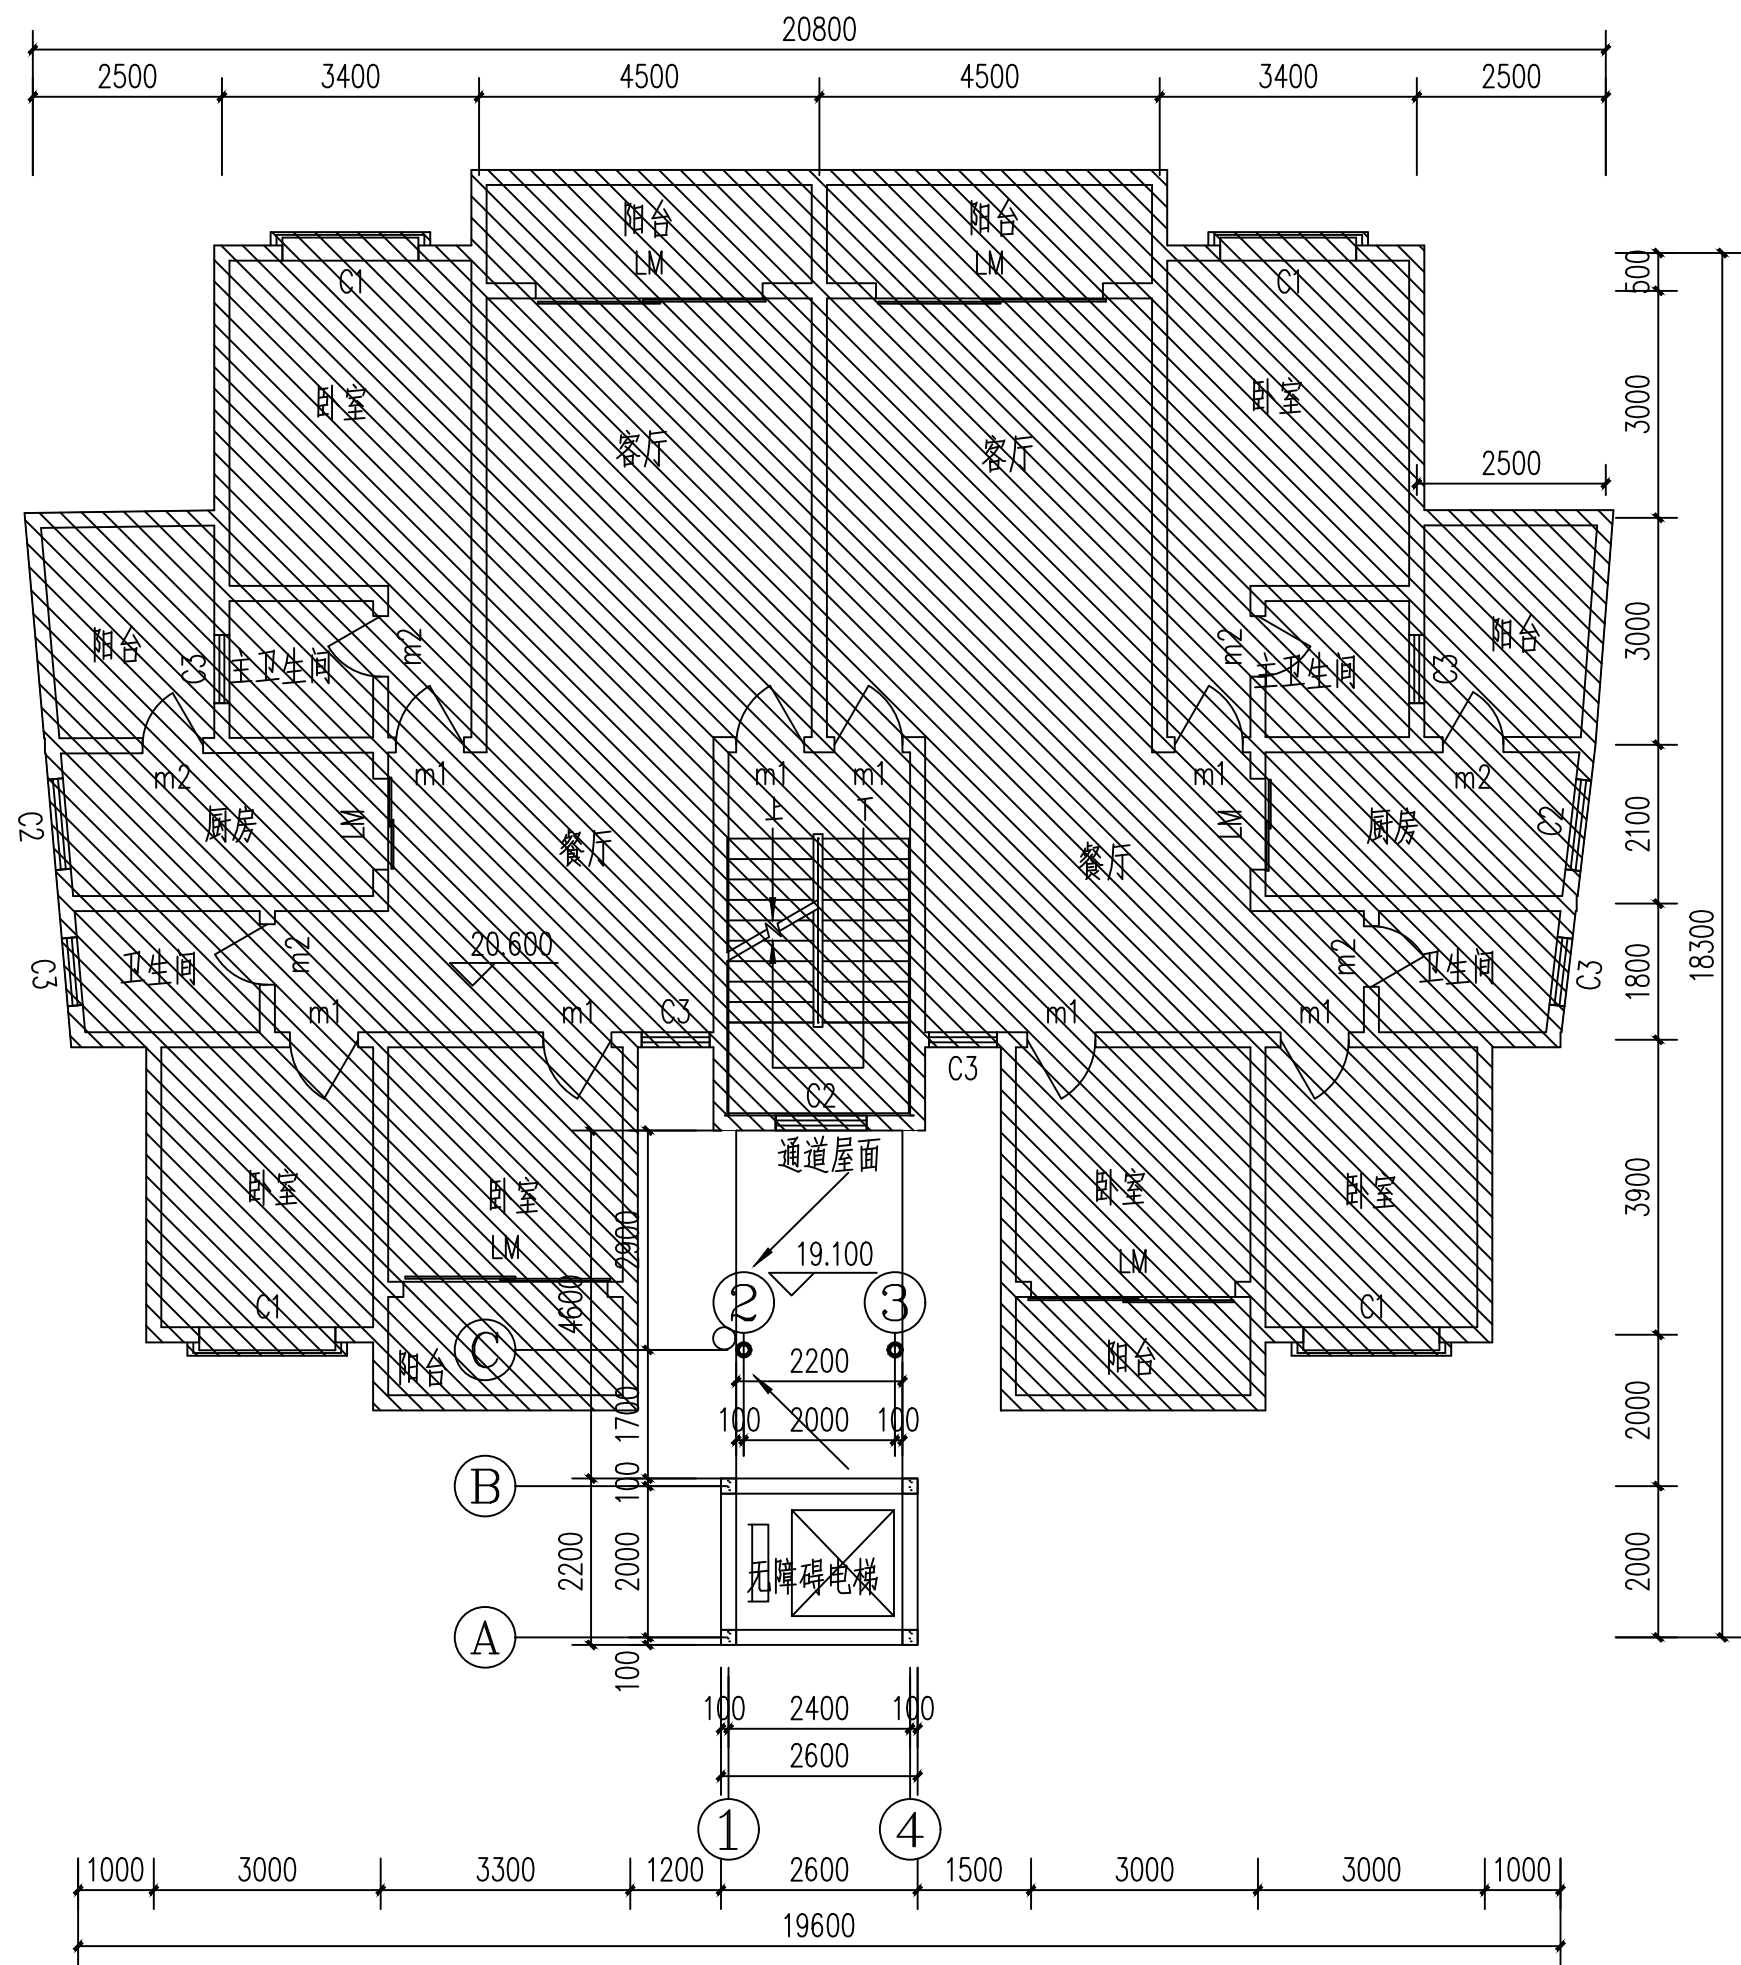 20800
2500 3400 4500 4500 3400 2500
阳台 阳台
LM LM
C1 C1
500
卧室 卧室
3000
客厅 客厅
2500
阳台 C3 主卫生间 m2
m2 主卫生间 C3 阳台
3000
m2 m1 m1 m1 m1 m2
上 下
C2 厨房 LM 餐厅
餐厅 LM 厨房 C2
2100
20.600
18300
C3 卫生间 m2
m2 卫生间 C3
1800
m1 m1 C3 m1 m1
C3
C2
通道屋面
卧室 卧室 卧室 卧室
3900
2900
LM LM
19.100
4600
C1 C1
2 3
C
阳台 阳台
2200
1700
100 2000 100
2000
B
100
2200 2000
无障碍电梯
2000
A
100
100 2400 100
2600
1 4
1000 3000 3300 1200 2600 1500 3000 3000 1000
19600